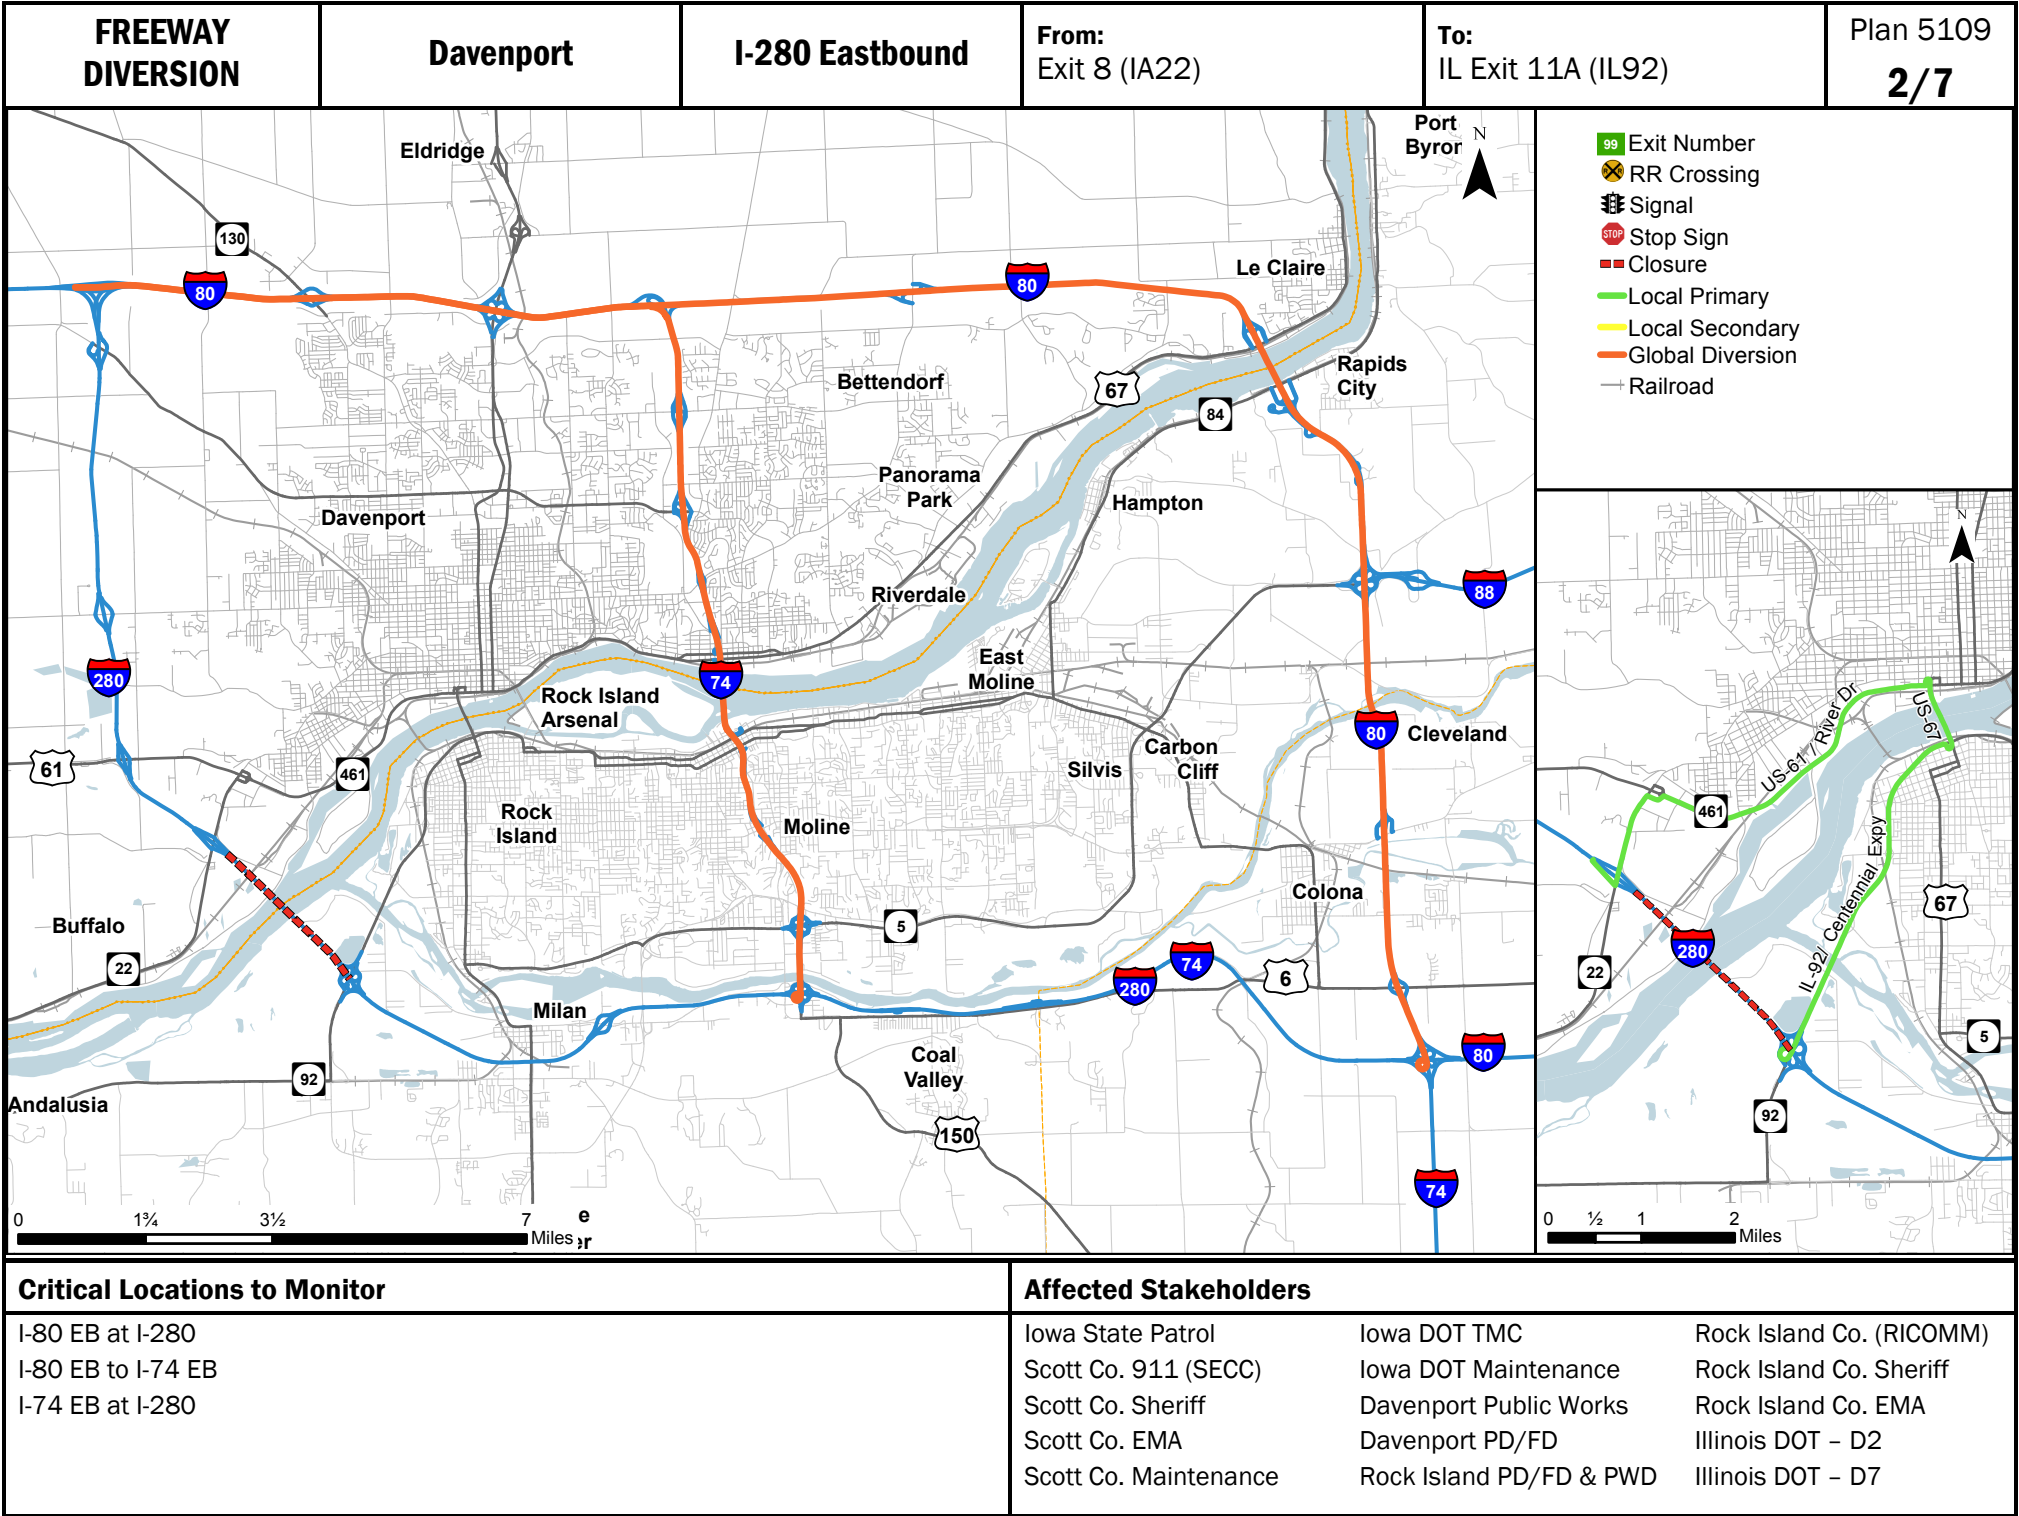 FREEWAY
DIVERSION
Davenport
I-280 Eastbound
From:
Exit 8 (IA22)
To:
IL Exit 11A (IL92)
Plan 5109
2/7
Port
Byron
N
Eldridge
130
80
80
Le Claire
Rapids
City
67
84
Bettendorf
Panorama
Park
Hampton
Davenport
88
Riverdale
280
74
East
Moline
Rock Island
Arsenal
80
Cleveland
61
461
Carbon
Cliff
Silvis
Rock
Island
Moline
Colona
Buffalo
5
22
74
280
6
Milan
80
Coal
Valley
92
Andalusia
150
74
0 1¾ 3½ 7
Miles
e
er
99 Exit Number
RR Crossing
Signal
STOP Stop Sign
Closure
Local Primary
Local Secondary
Global Diversion
Railroad
N
US-61 / River Dr
US-67
461
IL-92/ Centennial Expy
67
280
22
5
92
0 ½ 1 2
Miles
Critical Locations to Monitor
I-80 EB at I-280
I-80 EB to I-74 EB
I-74 EB at I-280
Affected Stakeholders
Iowa State Patrol
Scott Co. 911 (SECC)
Scott Co. Sheriff
Scott Co. EMA
Scott Co. Maintenance
Iowa DOT TMC
Iowa DOT Maintenance
Davenport Public Works
Davenport PD/FD
Rock Island PD/FD & PWD
Rock Island Co. (RICOMM)
Rock Island Co. Sheriff
Rock Island Co. EMA
Illinois DOT – D2
Illinois DOT – D7